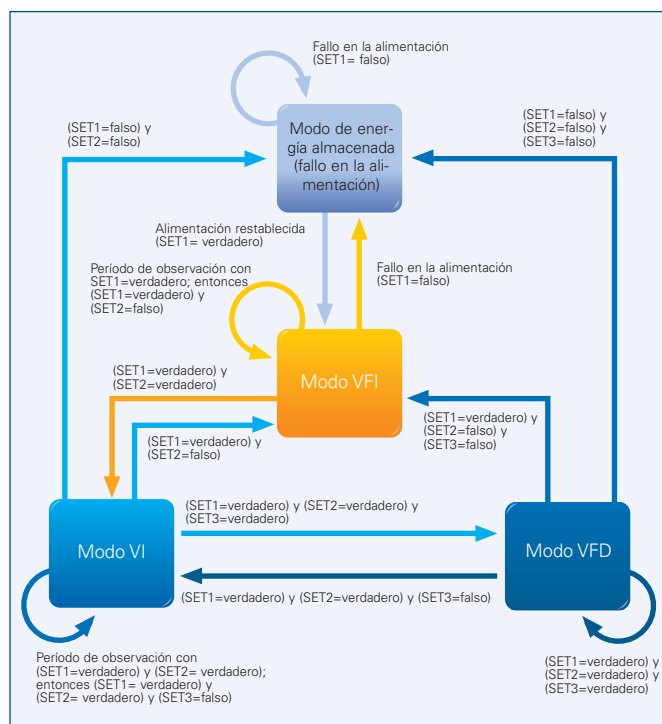 Fallo en la alimentación
(SET1= falso)
(SET1=falso) y
(SET2=falso)
Modo de ener-
gía almacenada
(fallo en la ali-
mentación)
(SET1=falso) y
(SET2=falso) y
(SET3=falso)
Alimentación restablecida
(SET1= verdadero)
Período de observación con
SET1=verdadero; entonces
(SET1=verdadero) y
(SET2=falso)
Fallo en la alimentación
(SET1=falso)
Modo VFI
(SET1=verdadero) y
(SET2=verdadero)
(SET1=verdadero) y
(SET2=falso)
(SET1=verdadero) y
(SET2=falso) y
(SET3=falso)
Modo VI
(SET1=verdadero) y (SET2=verdadero) y
(SET3=verdadero)
Modo VFD
(SET1=verdadero) y (SET2=verdadero) y (SET3=falso)
Período de observación con
(SET1=verdadero) y (SET2= verdadero);
entonces (SET1= verdadero) y
(SET2= verdadero) y (SET3=falso)
(SET1=verdadero) y
(SET2=verdadero) y
(SET3=verdadero)